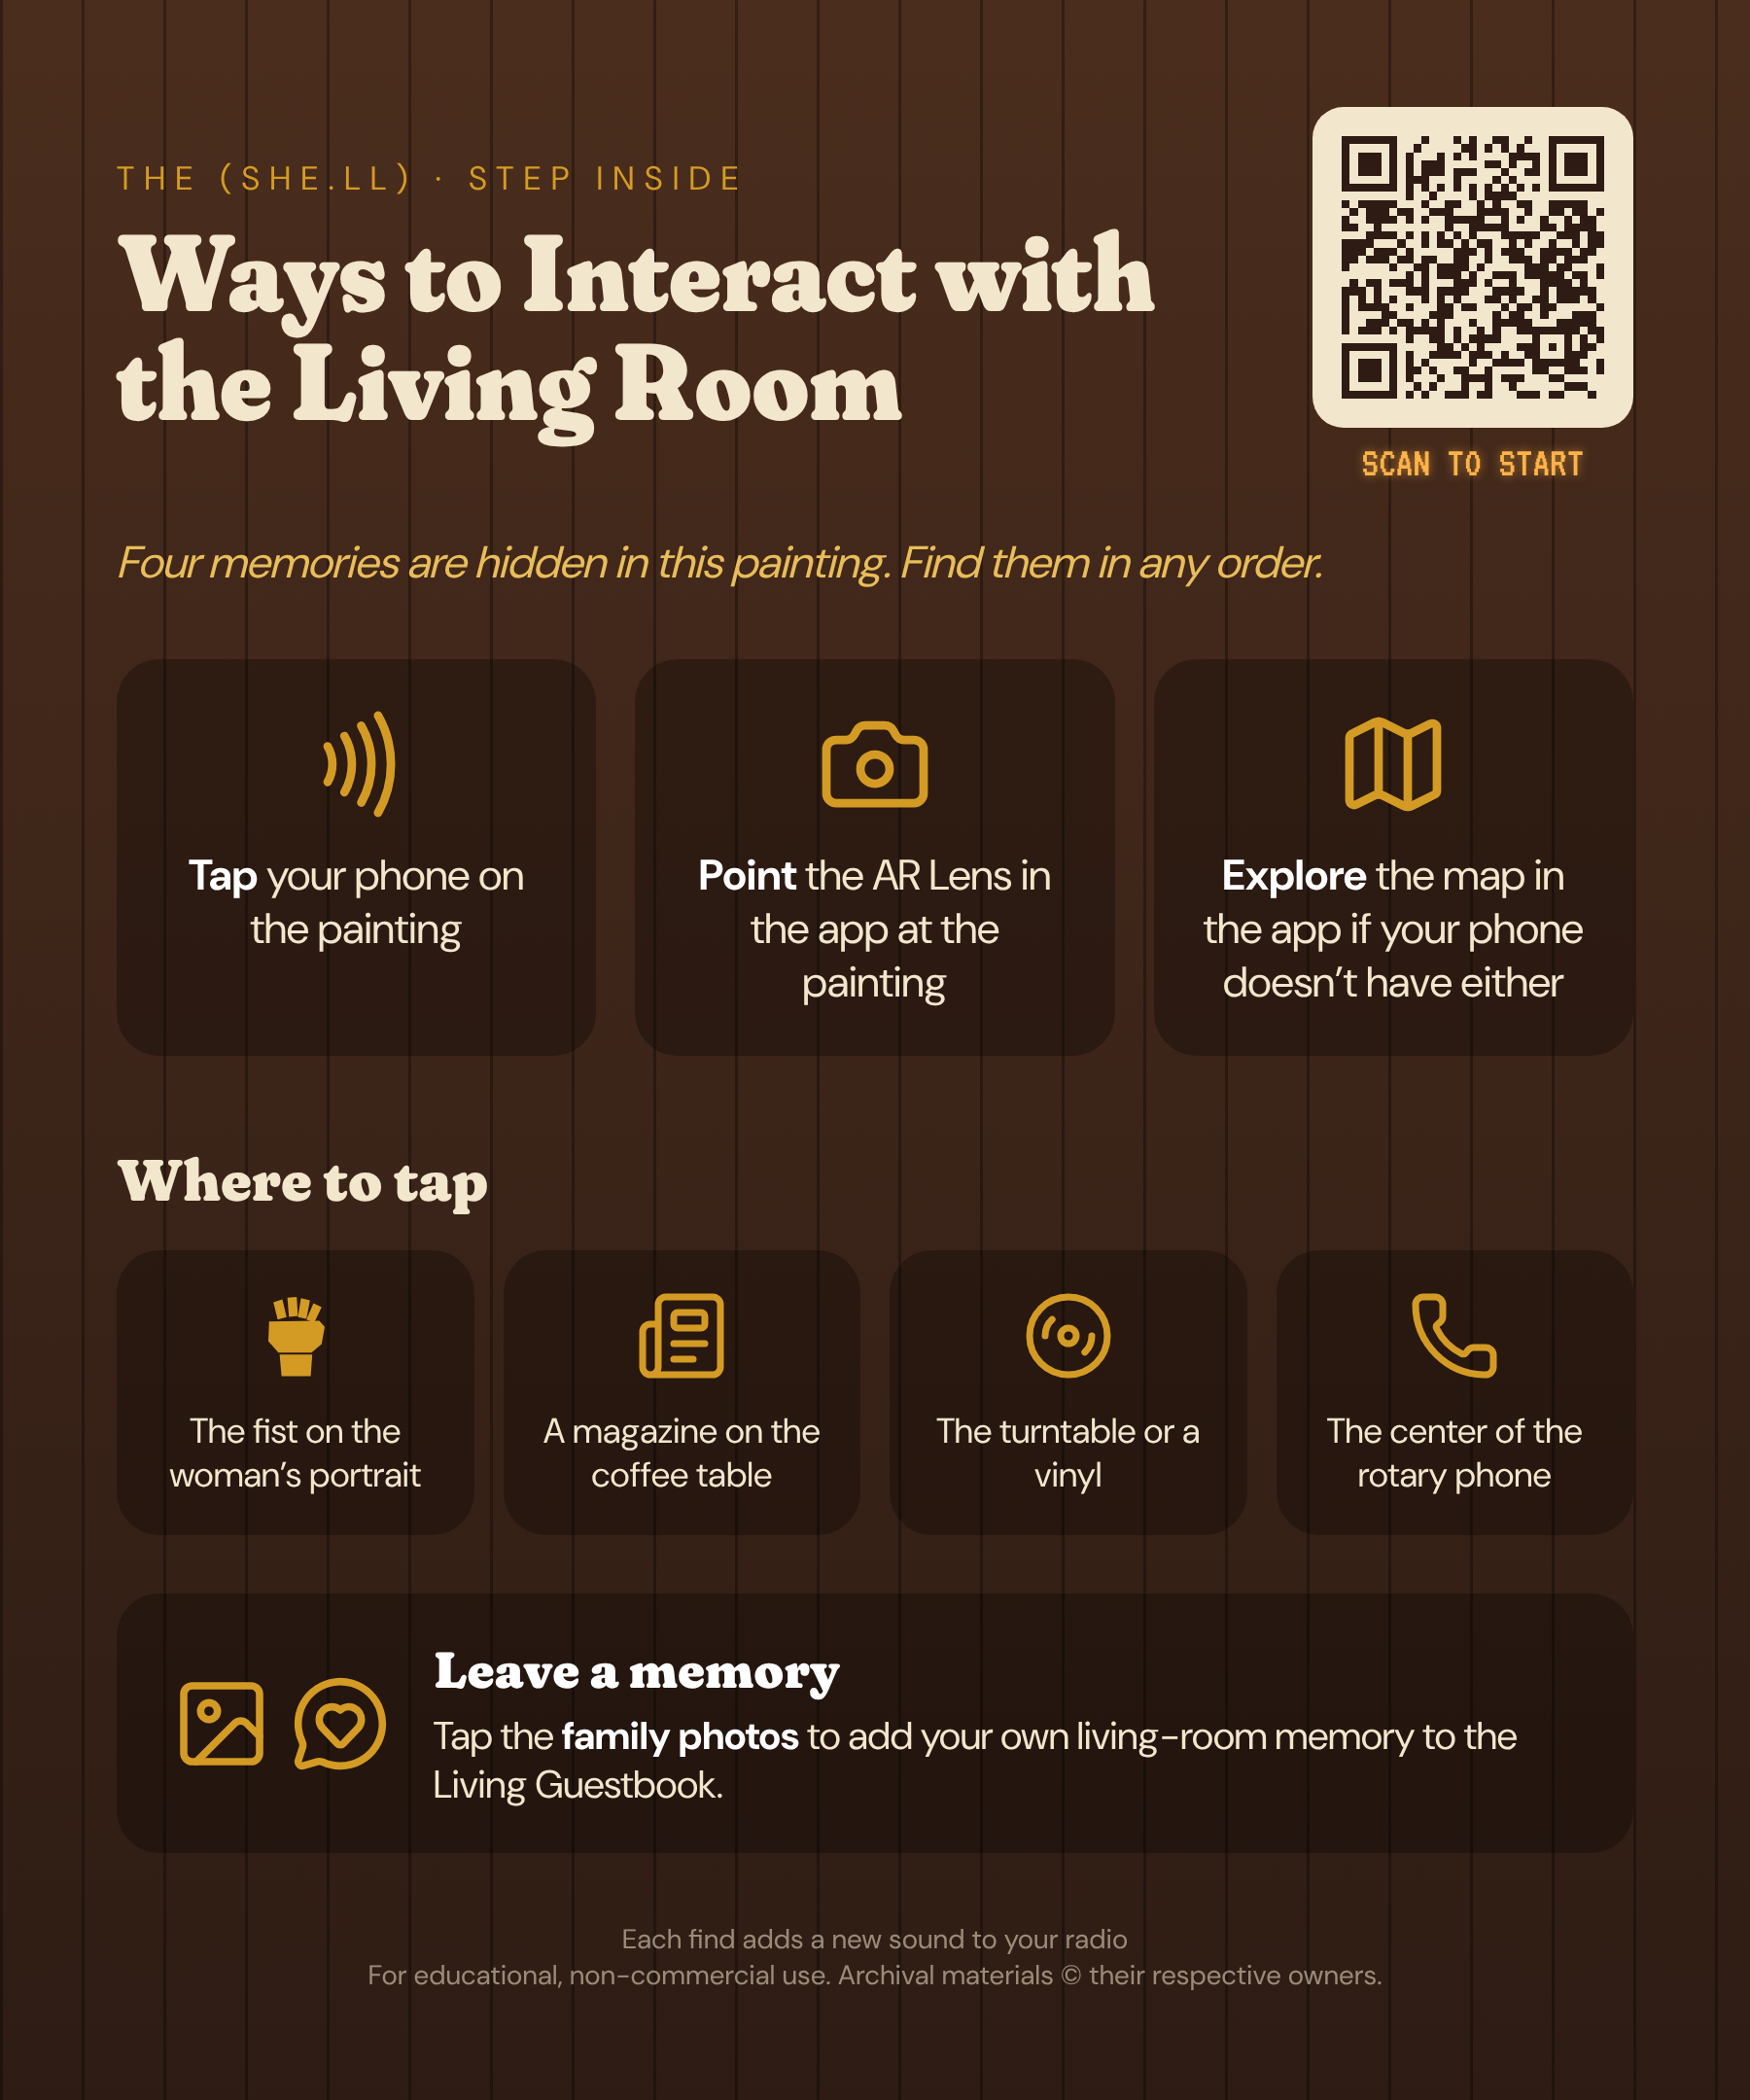 THE (SHE.LL) · STEP INSIDE
Ways to Interact with
the Living Room
SCAN TO START
Four memories are hidden in this painting. Find them in any order.
Tap your phone on
the painting
Point the AR Lens in
the app at the
painting
Explore the map in
the app if your phone
doesn’t have either
Where to tap
The fist on the
woman’s portrait
A magazine on the
coffee table
The turntable or a
vinyl
The center of the
rotary phone
Leave a memory
Tap the family photos to add your own living-room memory to the
Living Guestbook.
Each find adds a new sound to your radio
For educational, non-commercial use. Archival materials © their respective owners.